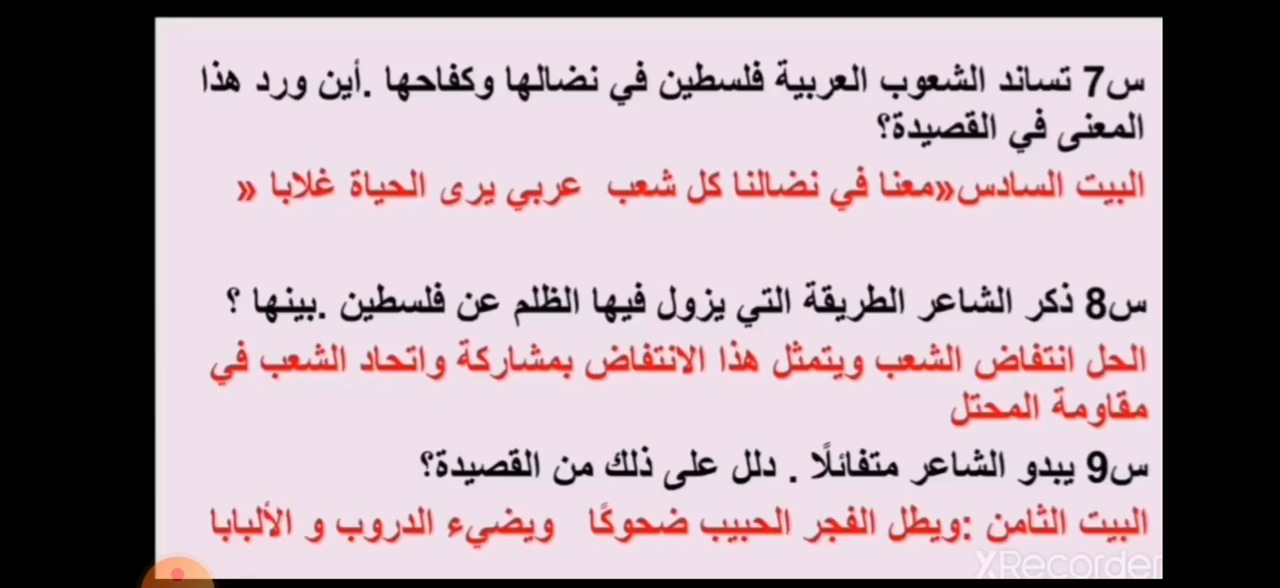 س7 تساند الشعوب العربية فلسطين في نضالها وكفاحها .أين ورد هذا
المعنى في القصيدة؟
البيت السادس«معنا في نضالنا كل شعب عربي يرى الحياة غلابا «
س8 ذكر الشاعر الطريقة التي يزول فيها الظلم عن فلسطين .بينها ؟
الحل انتفاض الشعب ويتمثل هذا الانتفاض بمشاركة واتحاد الشعب في
مقاومة المحتل
س9 يبدو الشاعر متفائلًا . دلل على ذلك من القصيدة؟
البيت الثامن :ويطل الفجر الحبيب ضحوكًا ويضيء الدروب و الألبابا
XRecorder